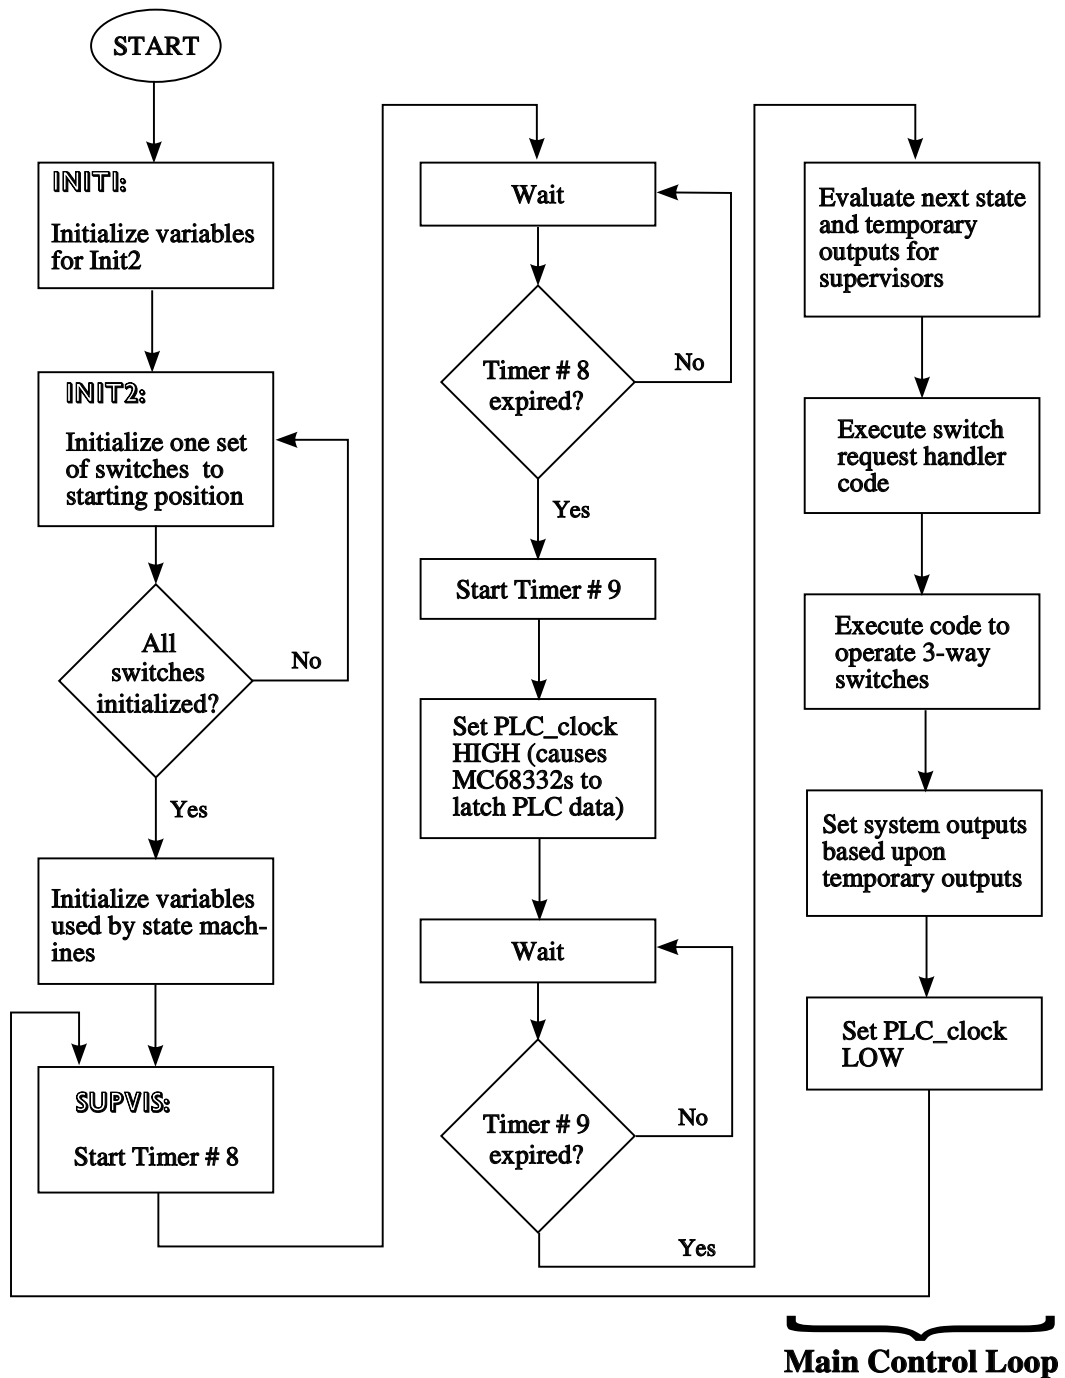 START
INIT1:
Initialize variables
for Init2
INIT2:
Initialize one set
of switches to
starting position
No
All
switches
initialized?
Yes
Initialize variables
used by state mach-
ines
SUPVIS:
Start Timer # 8
Wait
Timer # 8
expired?
No
Yes
Start Timer # 9
Set PLC_clock
HIGH (causes
MC68332s to
latch PLC data)
Wait
Timer # 9
expired?
No
Yes
Evaluate next state
and temporary
outputs for
supervisors
Execute switch
request handler
code
Execute code to
operate 3-way
switches
Set system outputs
based upon
temporary outputs
Set PLC_clock
LOW
Main Control Loop